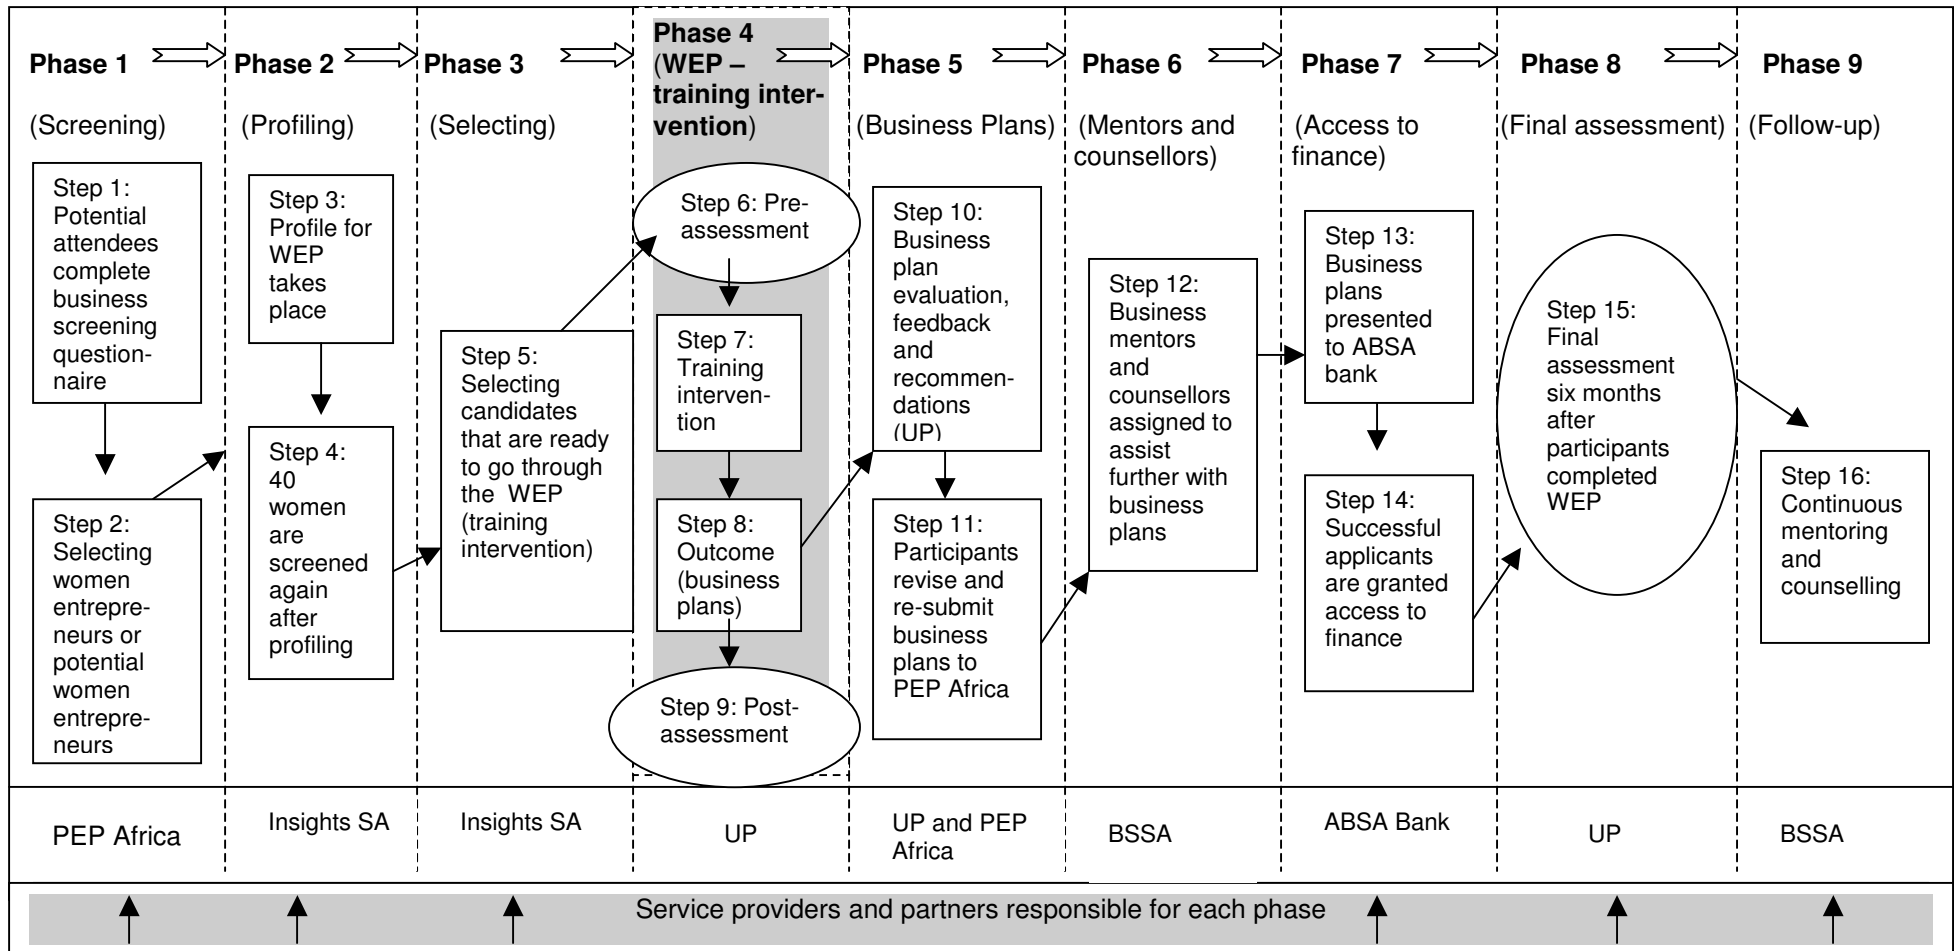 Phase 1
(Screening)
Step 1:
Potential
attendees
complete
business
screening
question-
naire
Step 2:
Selecting
women
entrepre-
neurs or
potential
women
entrepre-
neurs
PEP Africa
Phase 2
(Profiling)
Step 3:
Profile for
WEP
takes
place
Step 4:
40
women
are
screened
again
after
profiling
Insights SA
Phase 3
(Selecting)
Step 5:
Selecting
candidates
that are ready
to go through
the WEP
(training
intervention)
Insights SA
Phase 4
(WEP –
training inter-
vention)
Step 6: Pre-
assessment
Step 7:
Training
interven-
tion
Step 8:
Outcome
(business
plans)
Step 9: Post-
assessment
UP
Phase 5
(Business Plans)
Step 10:
Business
plan
evaluation,
feedback
and
recommen-
dations
(UP)
Step 11:
Participants
revise and
re-submit
business
plans to
PEP Africa
UP and PEP
Africa
Phase 6
(Mentors and
counsellors)
Step 12:
Business
mentors
and
counsellors
assigned to
assist
further with
business
plans
BSSA
Phase 7
(Access to
finance)
Step 13:
Business
plans
presented
to ABSA
bank
Step 14:
Successful
applicants
are granted
access to
finance
ABSA Bank
Phase 8
(Final assessment)
Step 15:
Final
assessment
six months
after
participants
completed
WEP
UP
Phase 9
(Follow-up)
Step 16:
Continuous
mentoring
and
counselling
BSSA
Service providers and partners responsible for each phase